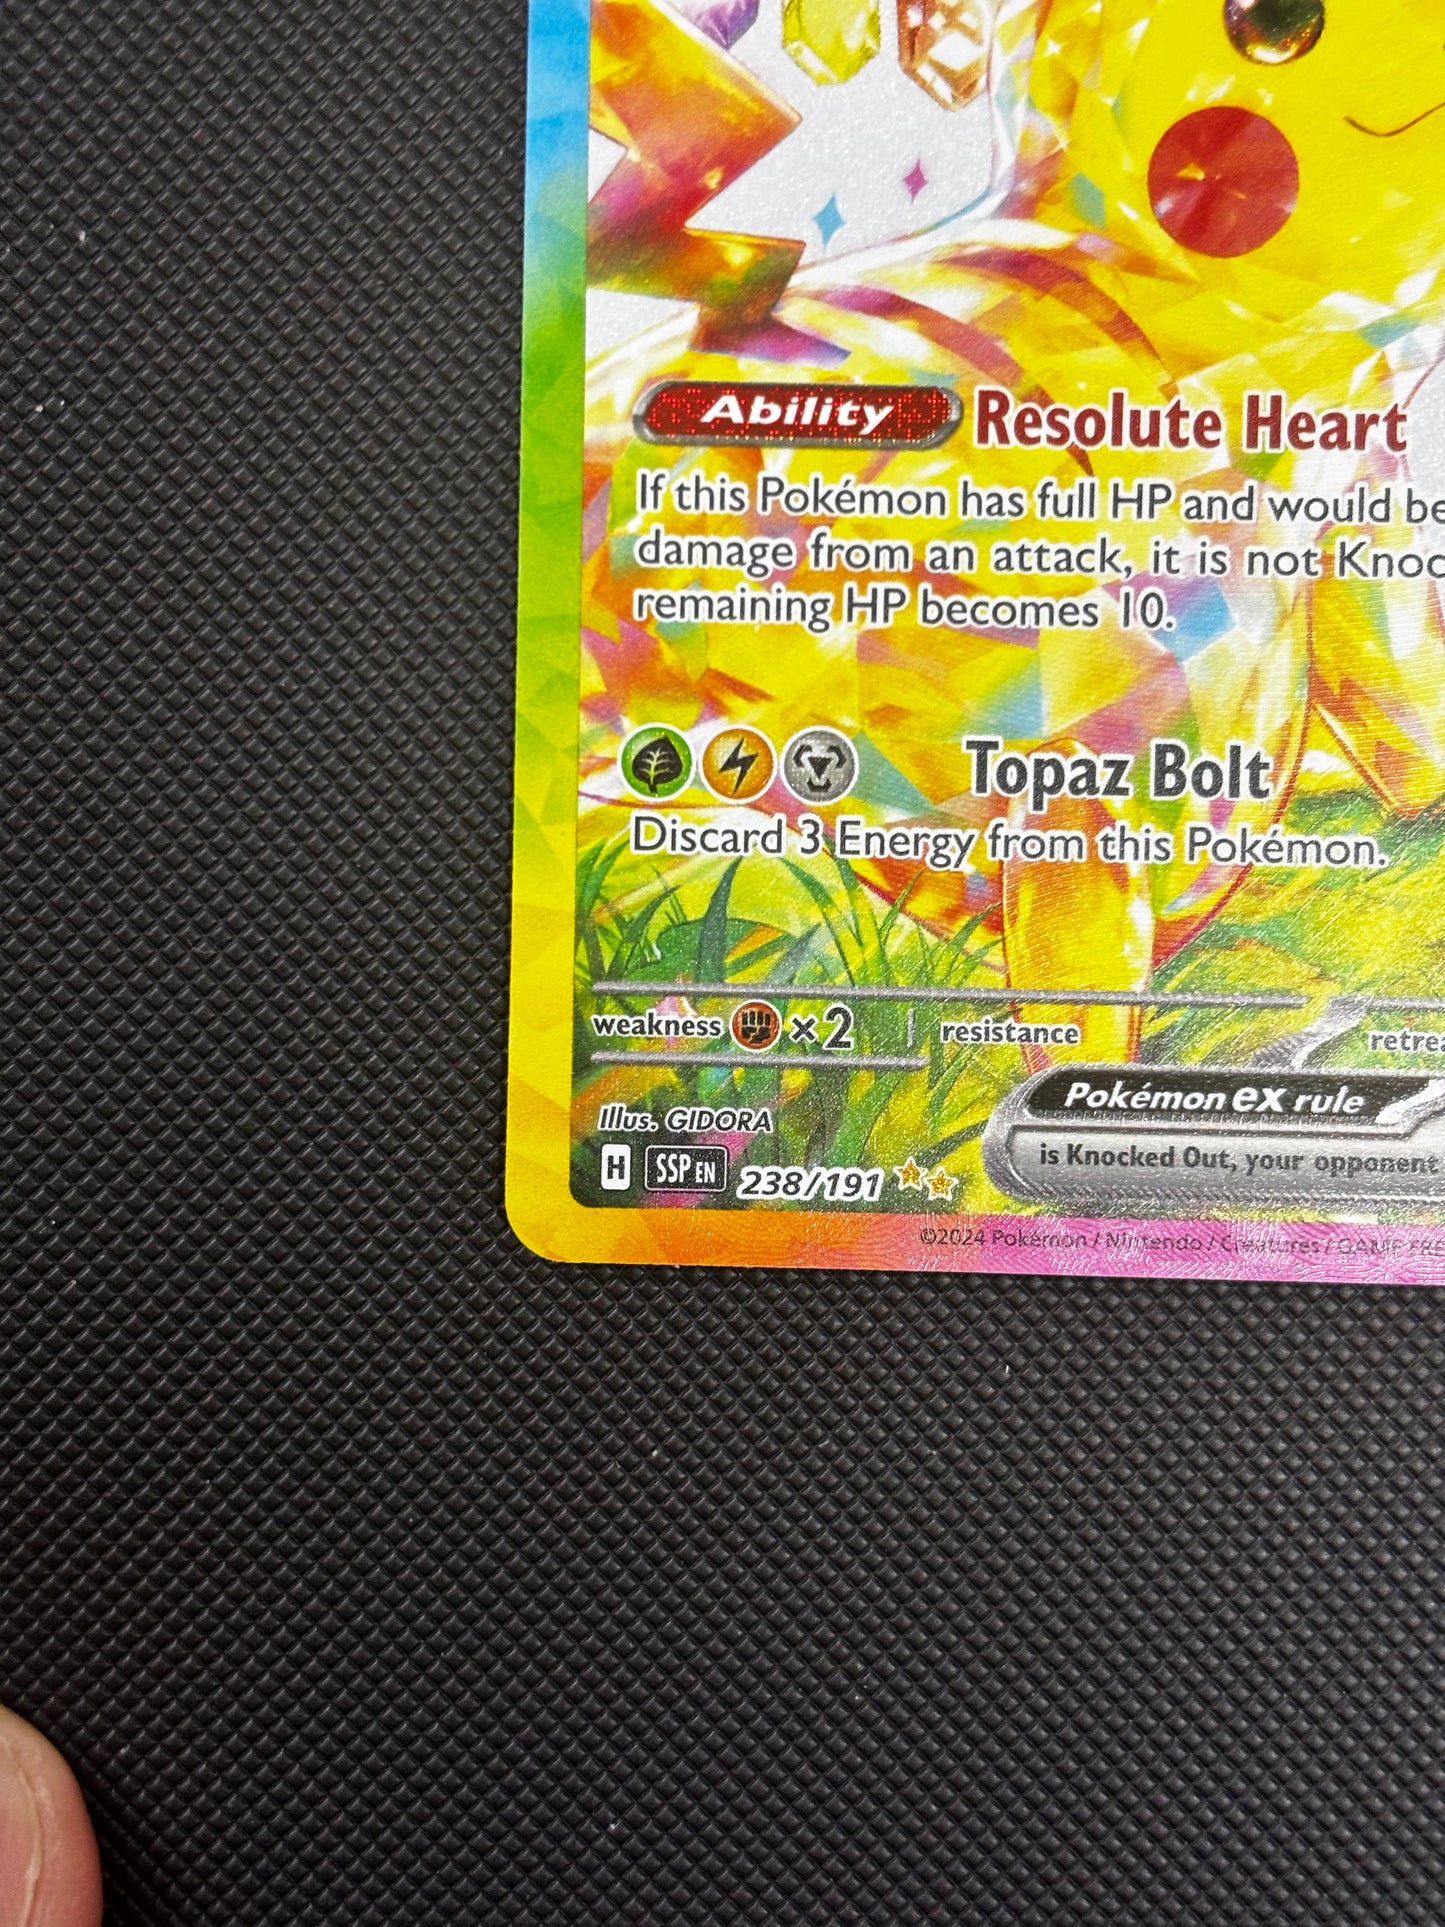 Ability Resolute Heart
If this Pokémon has full HP and would be
damage from an attack, it is not Knoc
remaining HP becomes 10.
Topaz Bolt
Discard 3 Energy from this Pokémon.
weakness ×2 resistance retrea
Pokémon ex rule
is Knocked Out, your opponent
Illus. GIDORA
H SSP EN 238/191
©2024 Pokémon / Nintendo / Creatures / GAME FRE